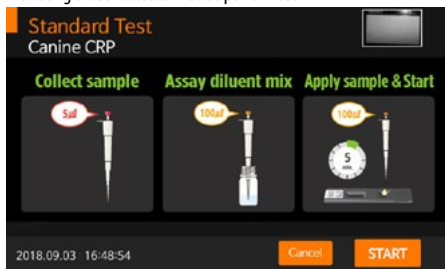 Standard Test
Canine CRP
Collect sample
Assay diluent mix
Apply sample & Start
5㎕
100㎕
100㎕
5
min.
2018.09.03 16:48:54
Cancel
START